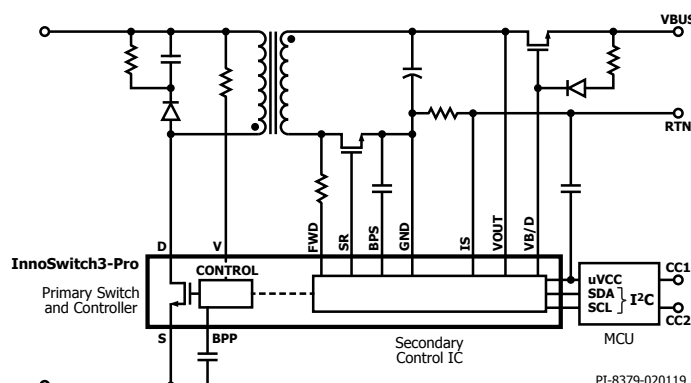 VBUS
RTN
FWD
SR
BPS
GND
IS
VOUT
VB/D
D
V
InnoSwitch3-Pro
CONTROL
Primary Switch
and Controller
uVCC
SDA
SCL
I²C
CC1
CC2
MCU
S
BPP
Secondary
Control IC
PI-8379-020119